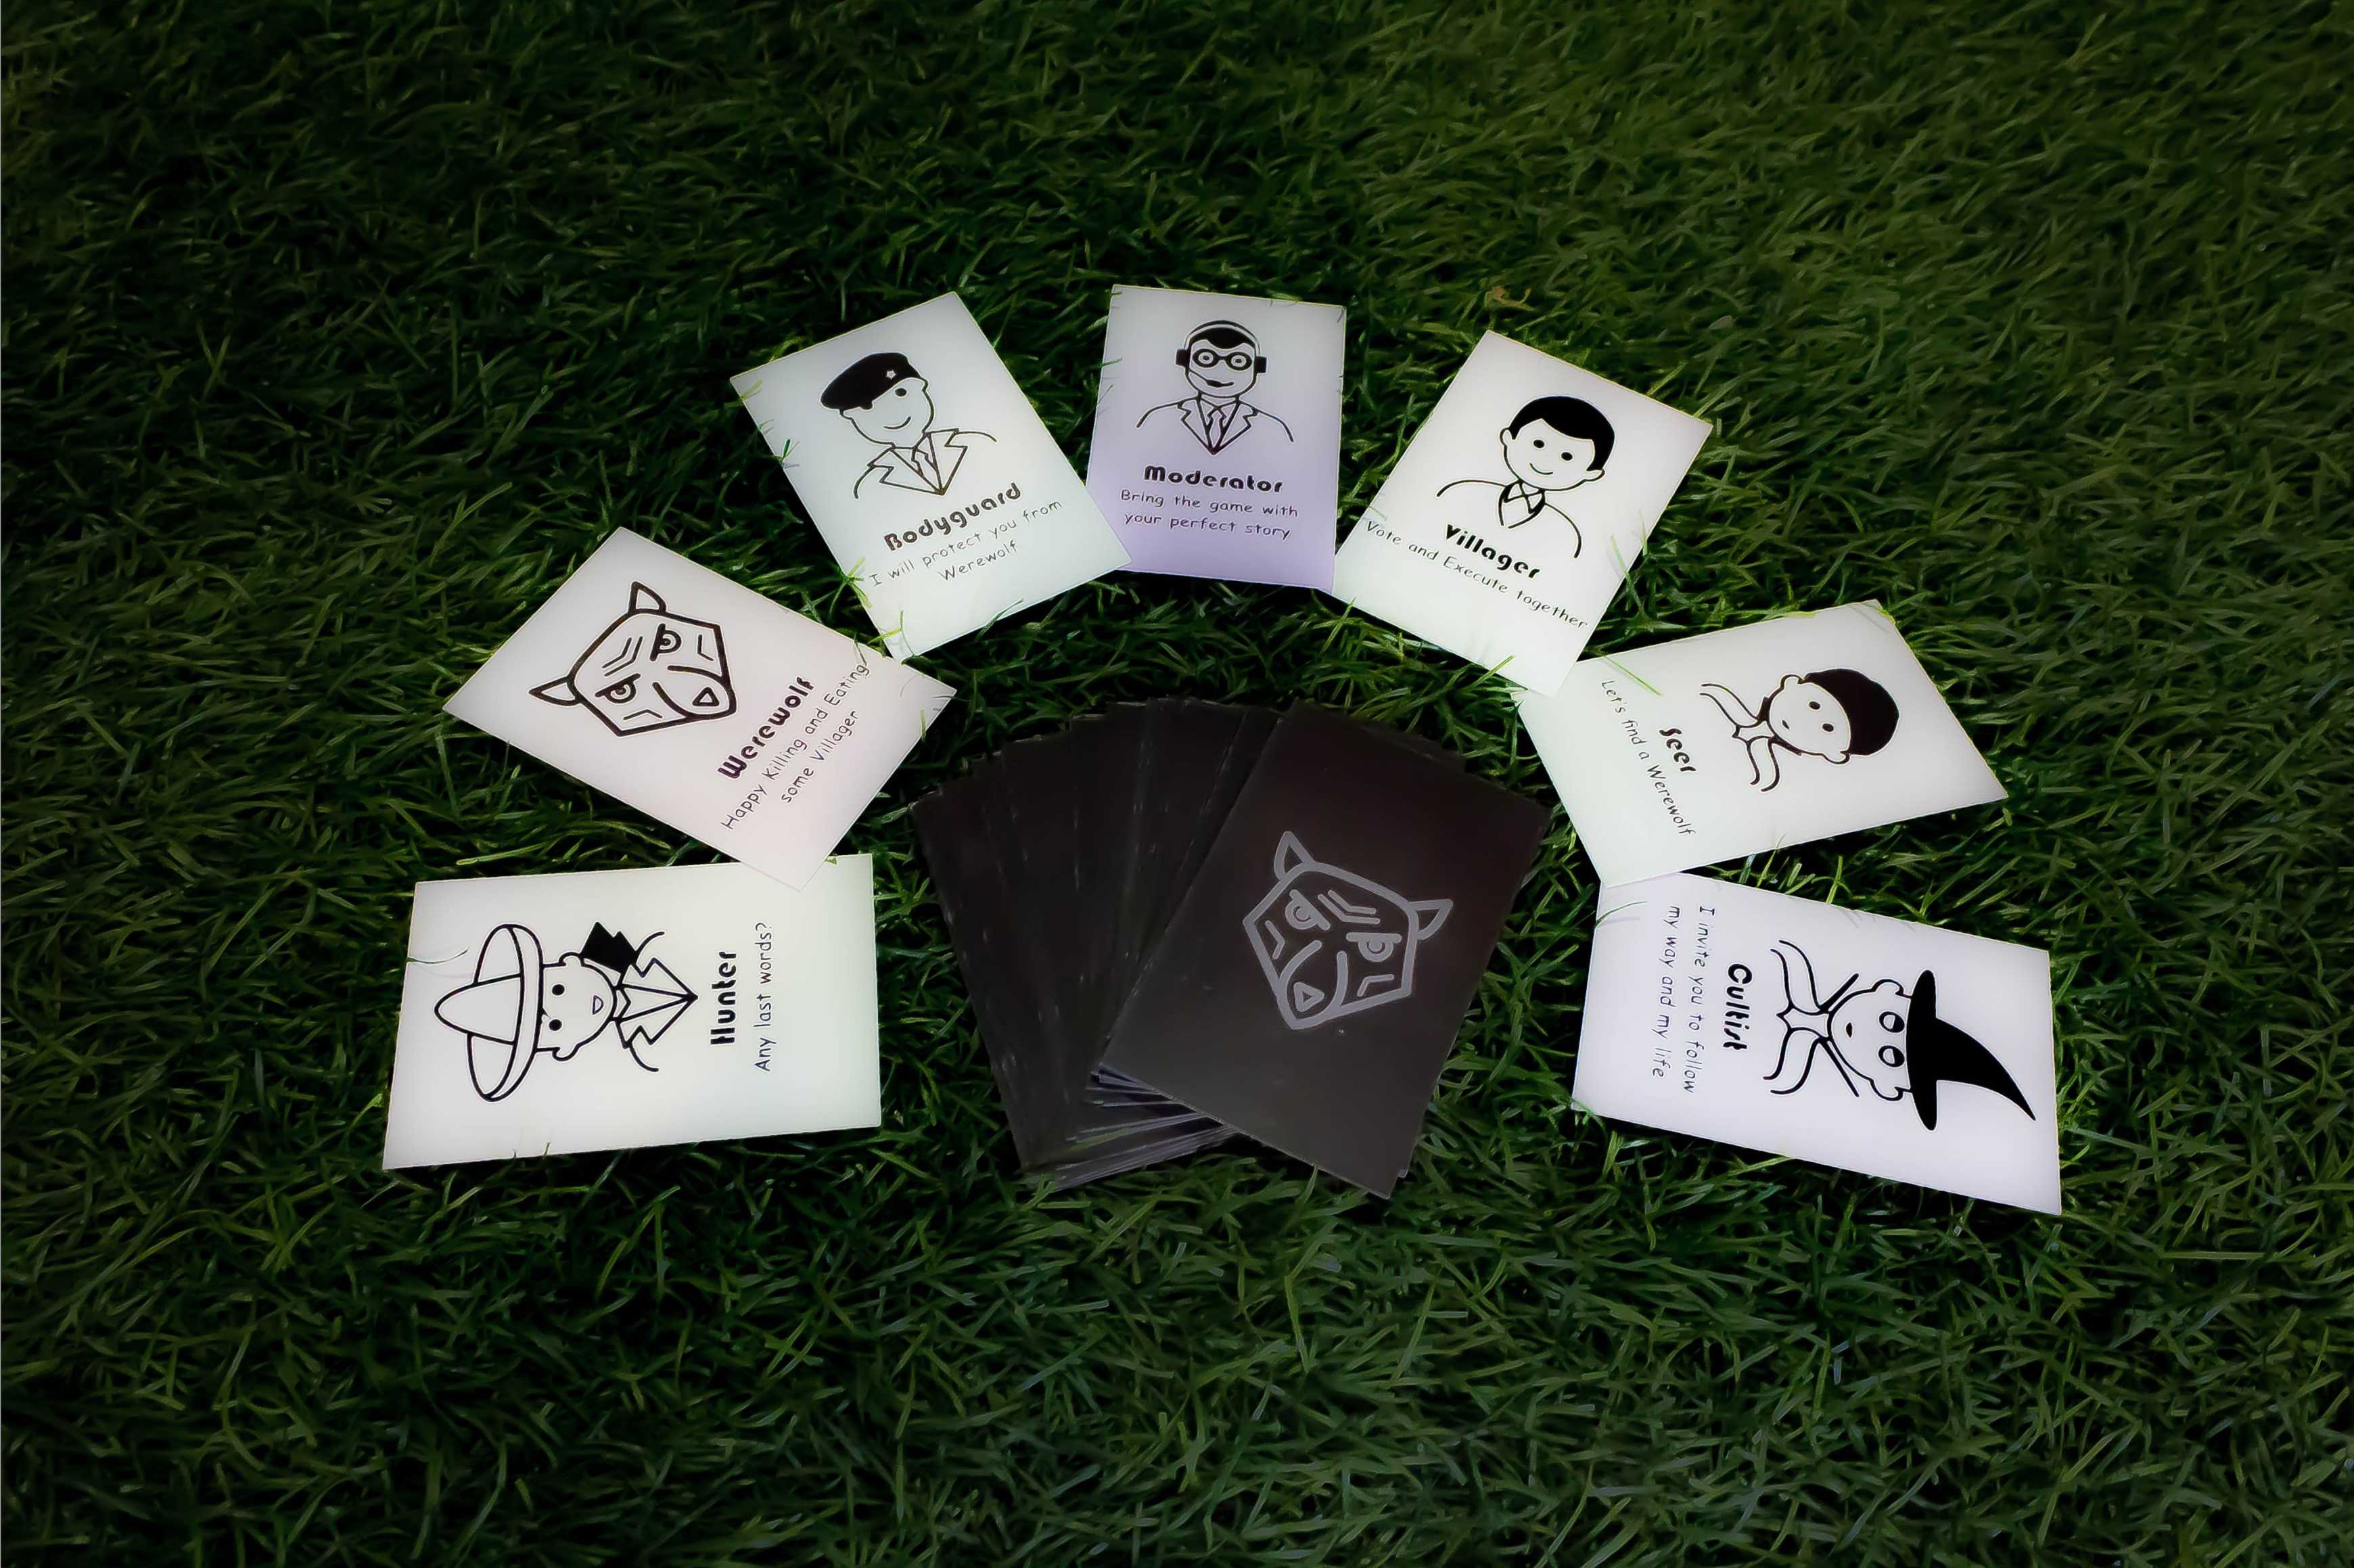 Hunter
Any last words?
Werewolf
Happy Killing and Eating
some Villager
Bodyguard
I will protect you from
Werewolf
Moderator
Bring the game with
your perfect story
Villager
Vote and Execute together
Seer
Let's find a Werewolf
Cultist
I invite you to follow
my way and my life